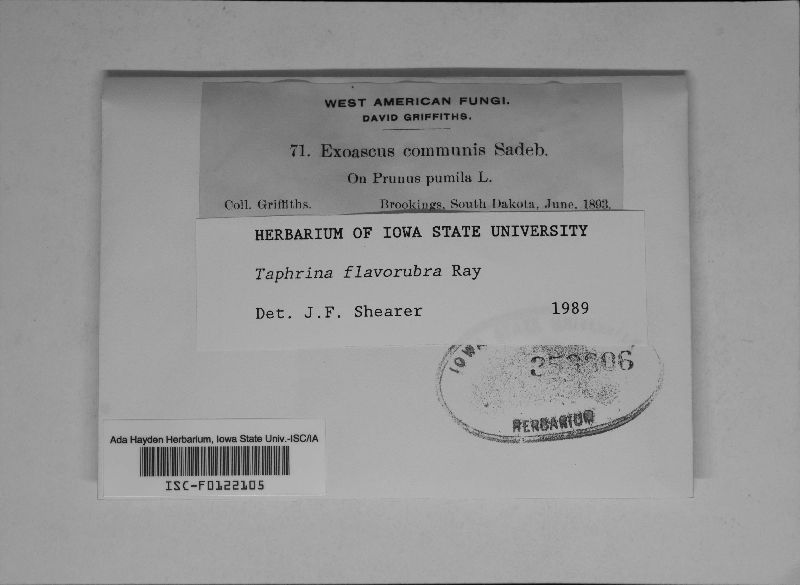 WEST AMERICAN FUNGI.
DAVID GRIFFITHS.
71. Exoascus communis Sadeb.
On Prunus pumila L.
Coll. Griffiths. Brookings, South Dakota, June, 1893.
HERBARIUM OF IOWA STATE UNIVERSITY
Taphrina flavorubra Ray
Det. J.F. Shearer 1989
IOWA
HERBARIUM
Ada Hayden Herbarium, Iowa State Univ.-ISC/IA
ISC-F0122105